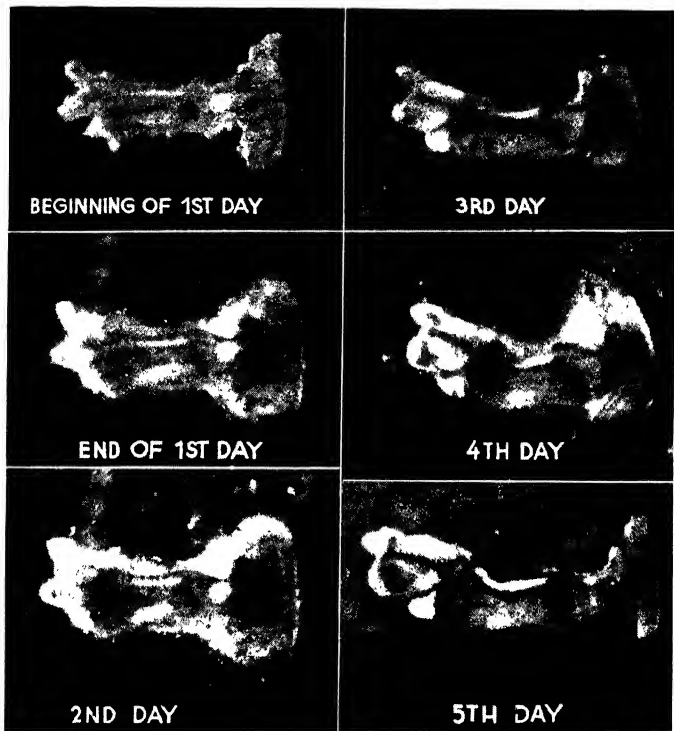 BEGINNING OF 1ST DAY
3RD DAY
END OF 1ST DAY
4TH DAY
2ND DAY
5TH DAY